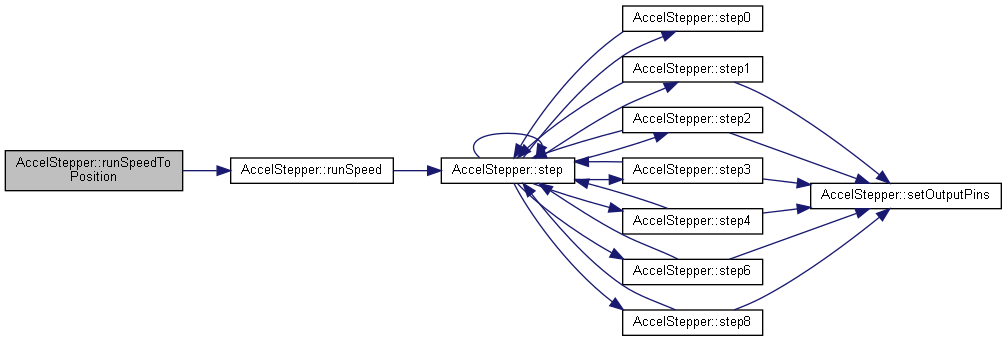 AccelStepper::runSpeedTo
Position
AccelStepper::runSpeed
AccelStepper::step
AccelStepper::step0
AccelStepper::step1
AccelStepper::step2
AccelStepper::step3
AccelStepper::step4
AccelStepper::step6
AccelStepper::step8
AccelStepper::setOutputPins